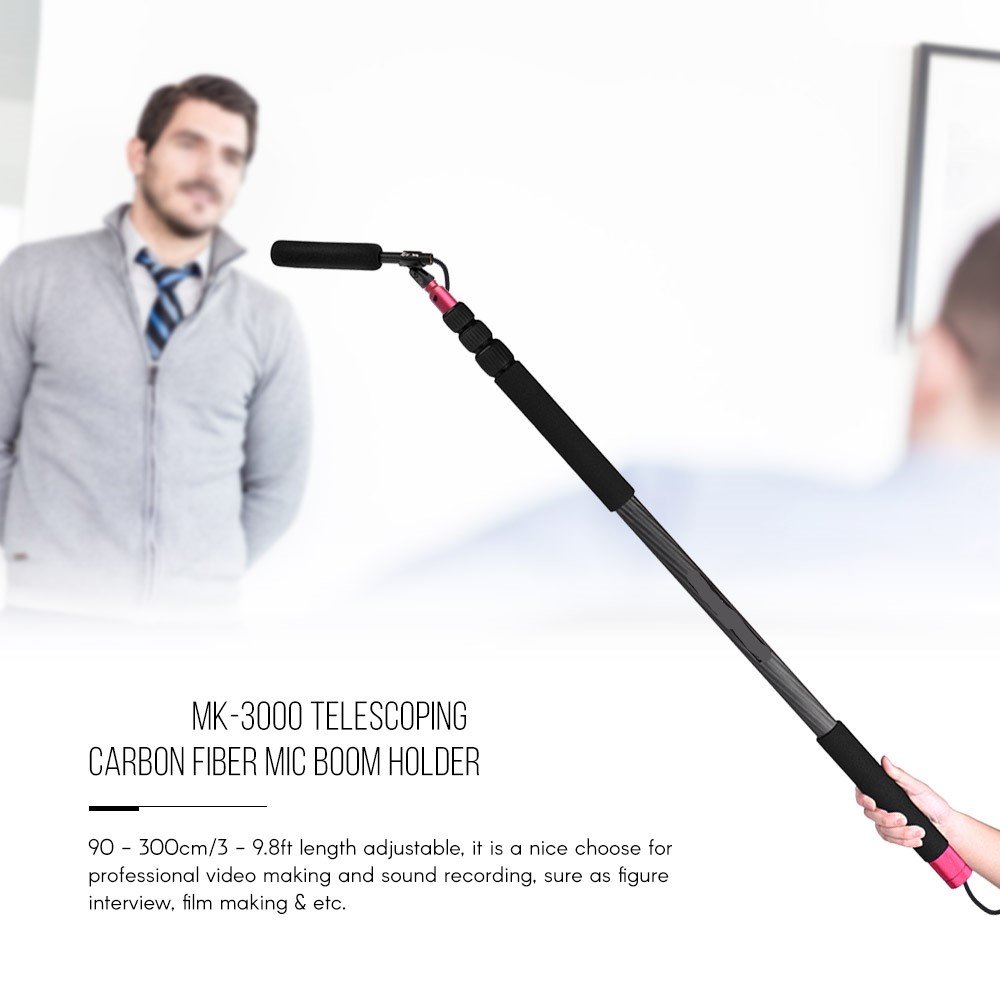 MK-3000 TELESCOPING
CARBON FIBER MIC BOOM HOLDER
90 - 300cm/3 - 9.8ft length adjustable, it is a nice choose for
professional video making and sound recording, sure as figure
interview, film making & etc.